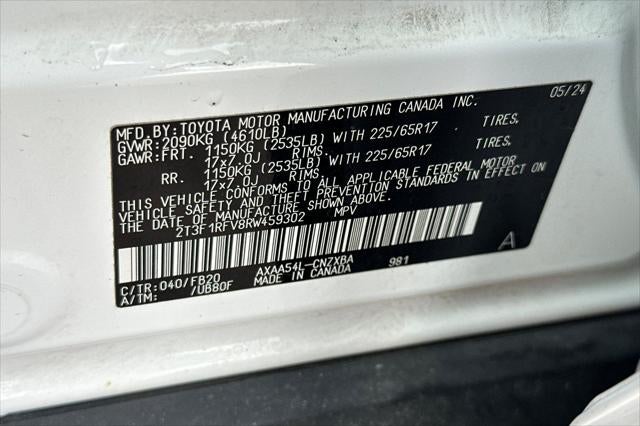 MFD.BY:TOYOTA MOTOR MANUFACTURING CANADA INC. 05/24
GVWR:2090KG (4610LB)
GAWR:FRT. 1150KG (2535LB) WITH 225/65R17 TIRES.
17x7.0J RIMS.
RR. 1150KG (2535LB) WITH 225/65R17 TIRES.
17x7.0J RIMS.
THIS VEHICLE CONFORMS TO ALL APPLICABLE FEDERAL MOTOR
VEHICLE SAFETY AND THEFT PREVENTION STANDARDS IN EFFECT ON
THE DATE OF MANUFACTURE SHOWN ABOVE.
2T3F1RFV8RW459302 MPV
A
C/TR:040/FB20 AXAA54L-CNZXBA 981
A/TM: /UB80F MADE IN CANADA